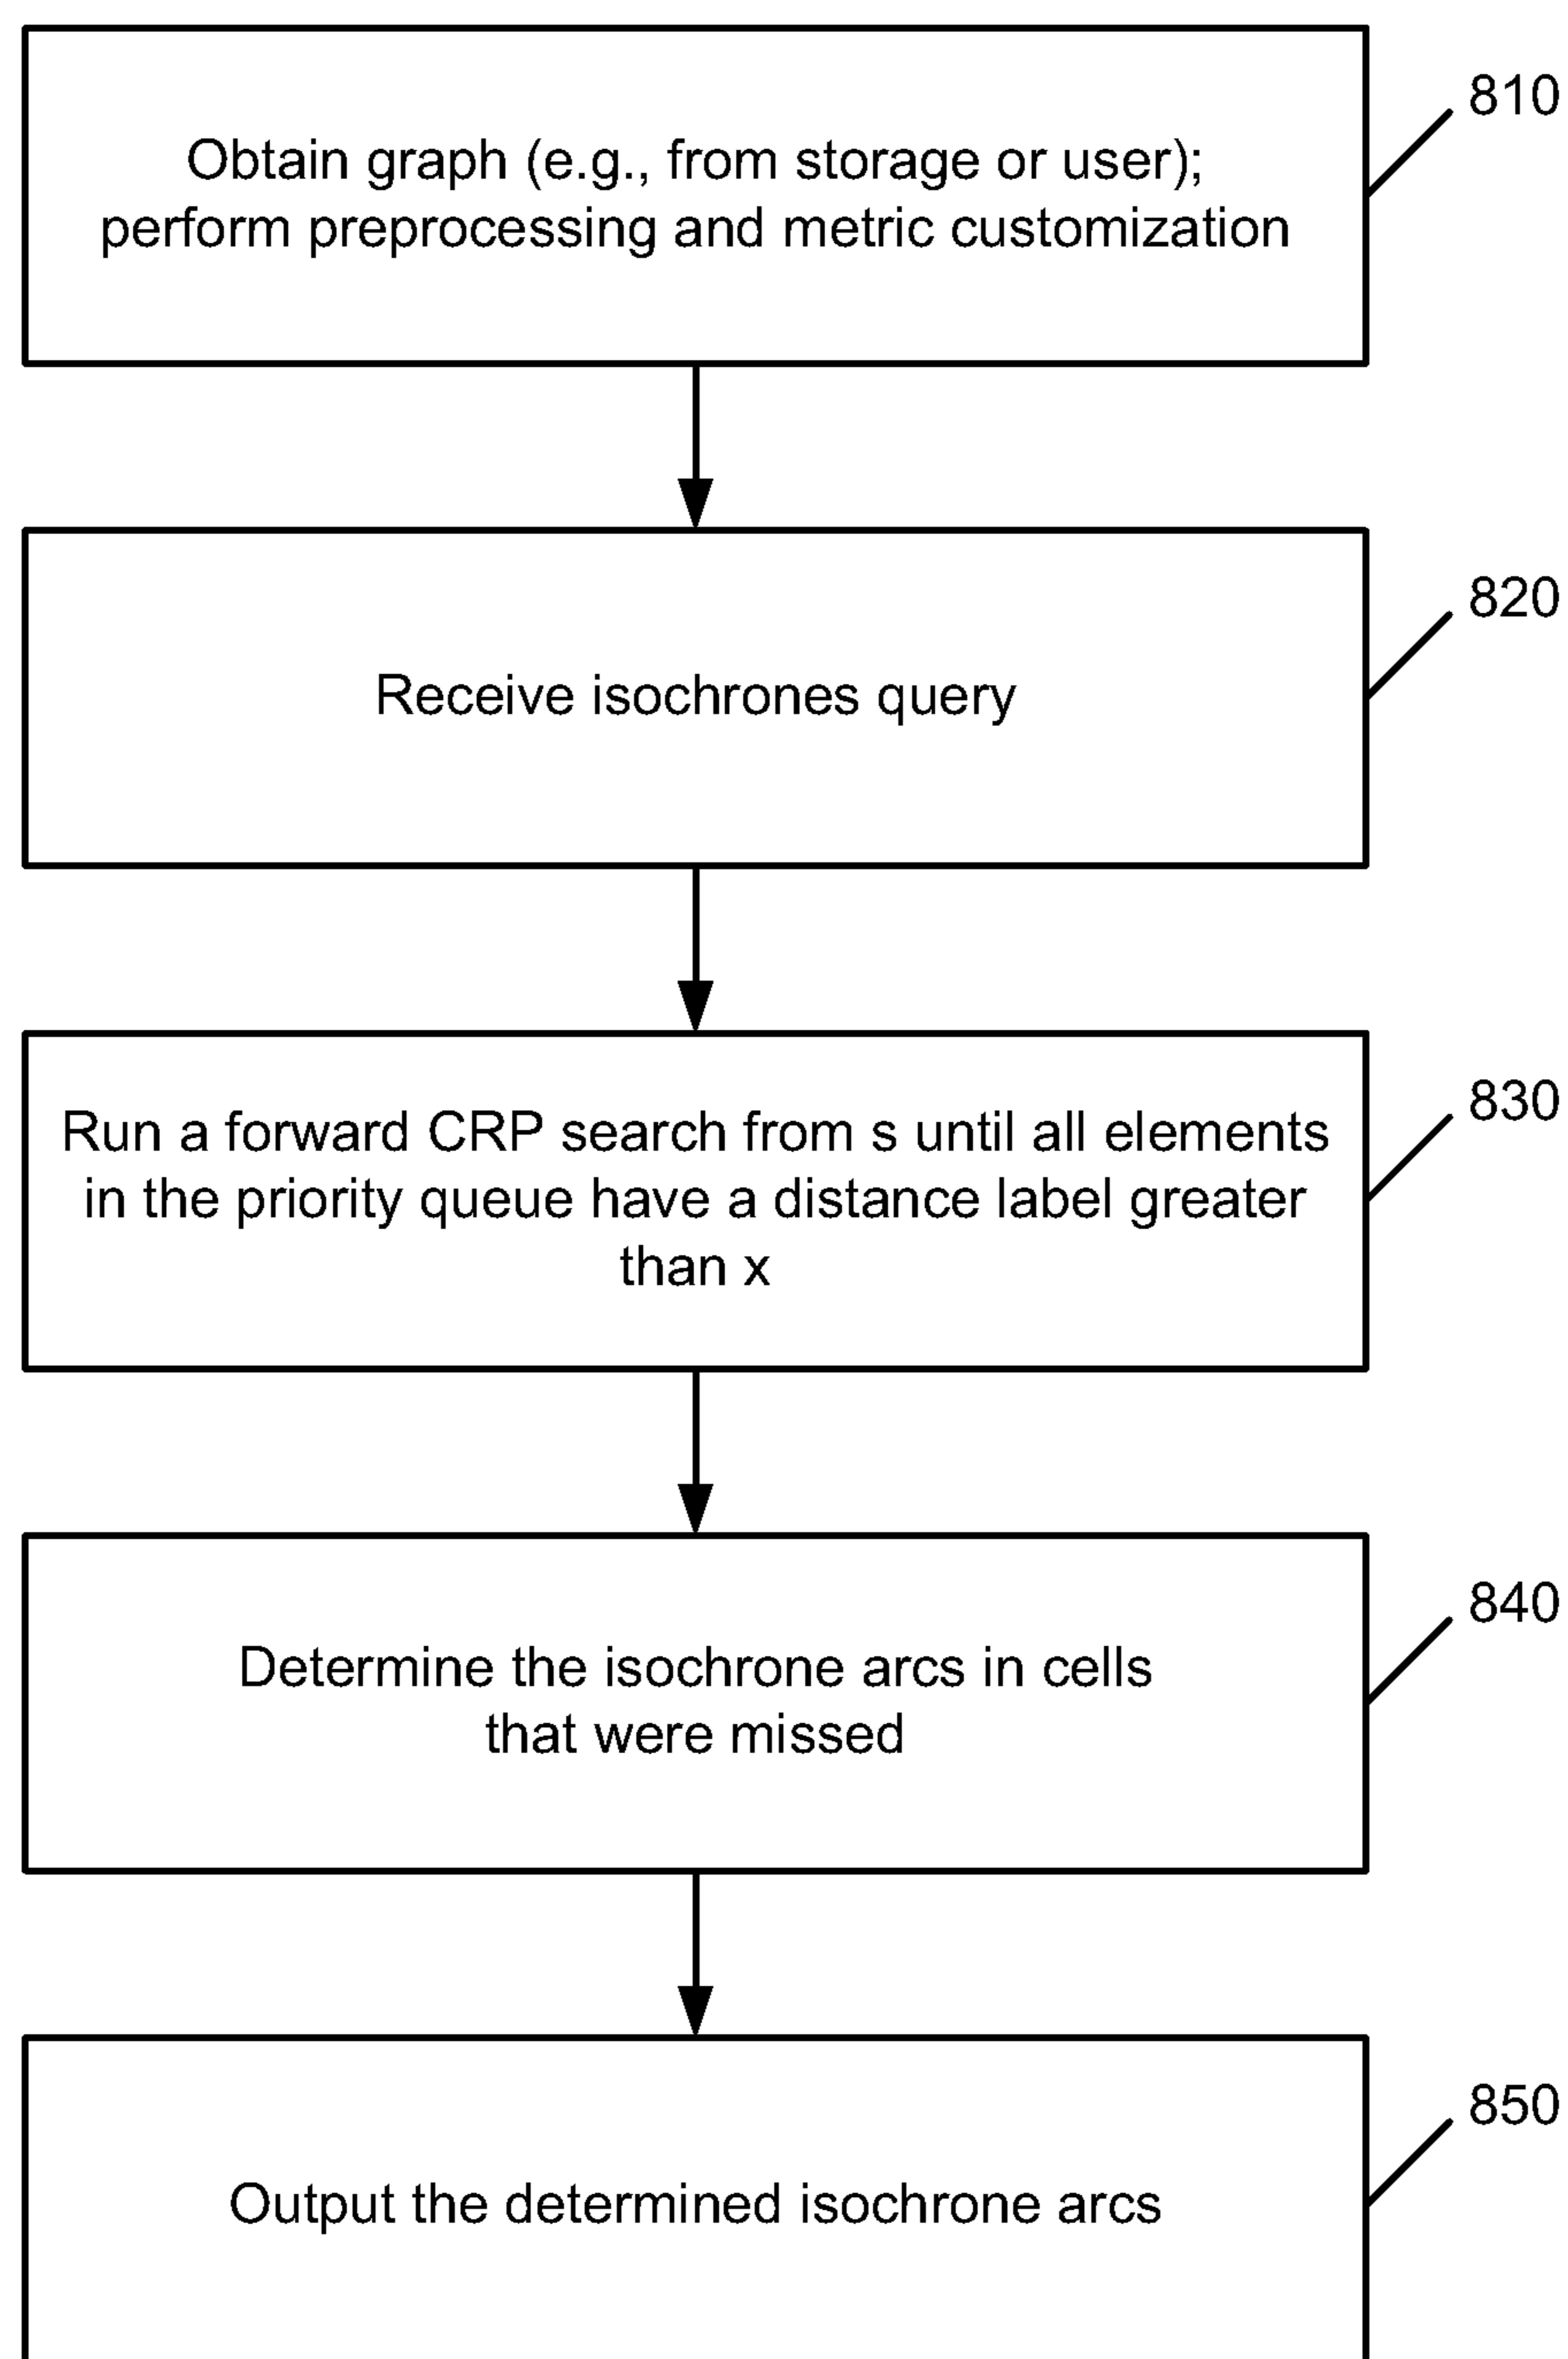 Obtain graph (e.g., from storage or user);
perform preprocessing and metric customization
810
Receive isochrones query
820
Run a forward CRP search from s until all elements
in the priority queue have a distance label greater
than x
830
Determine the isochrone arcs in cells
that were missed
840
Output the determined isochrone arcs
850